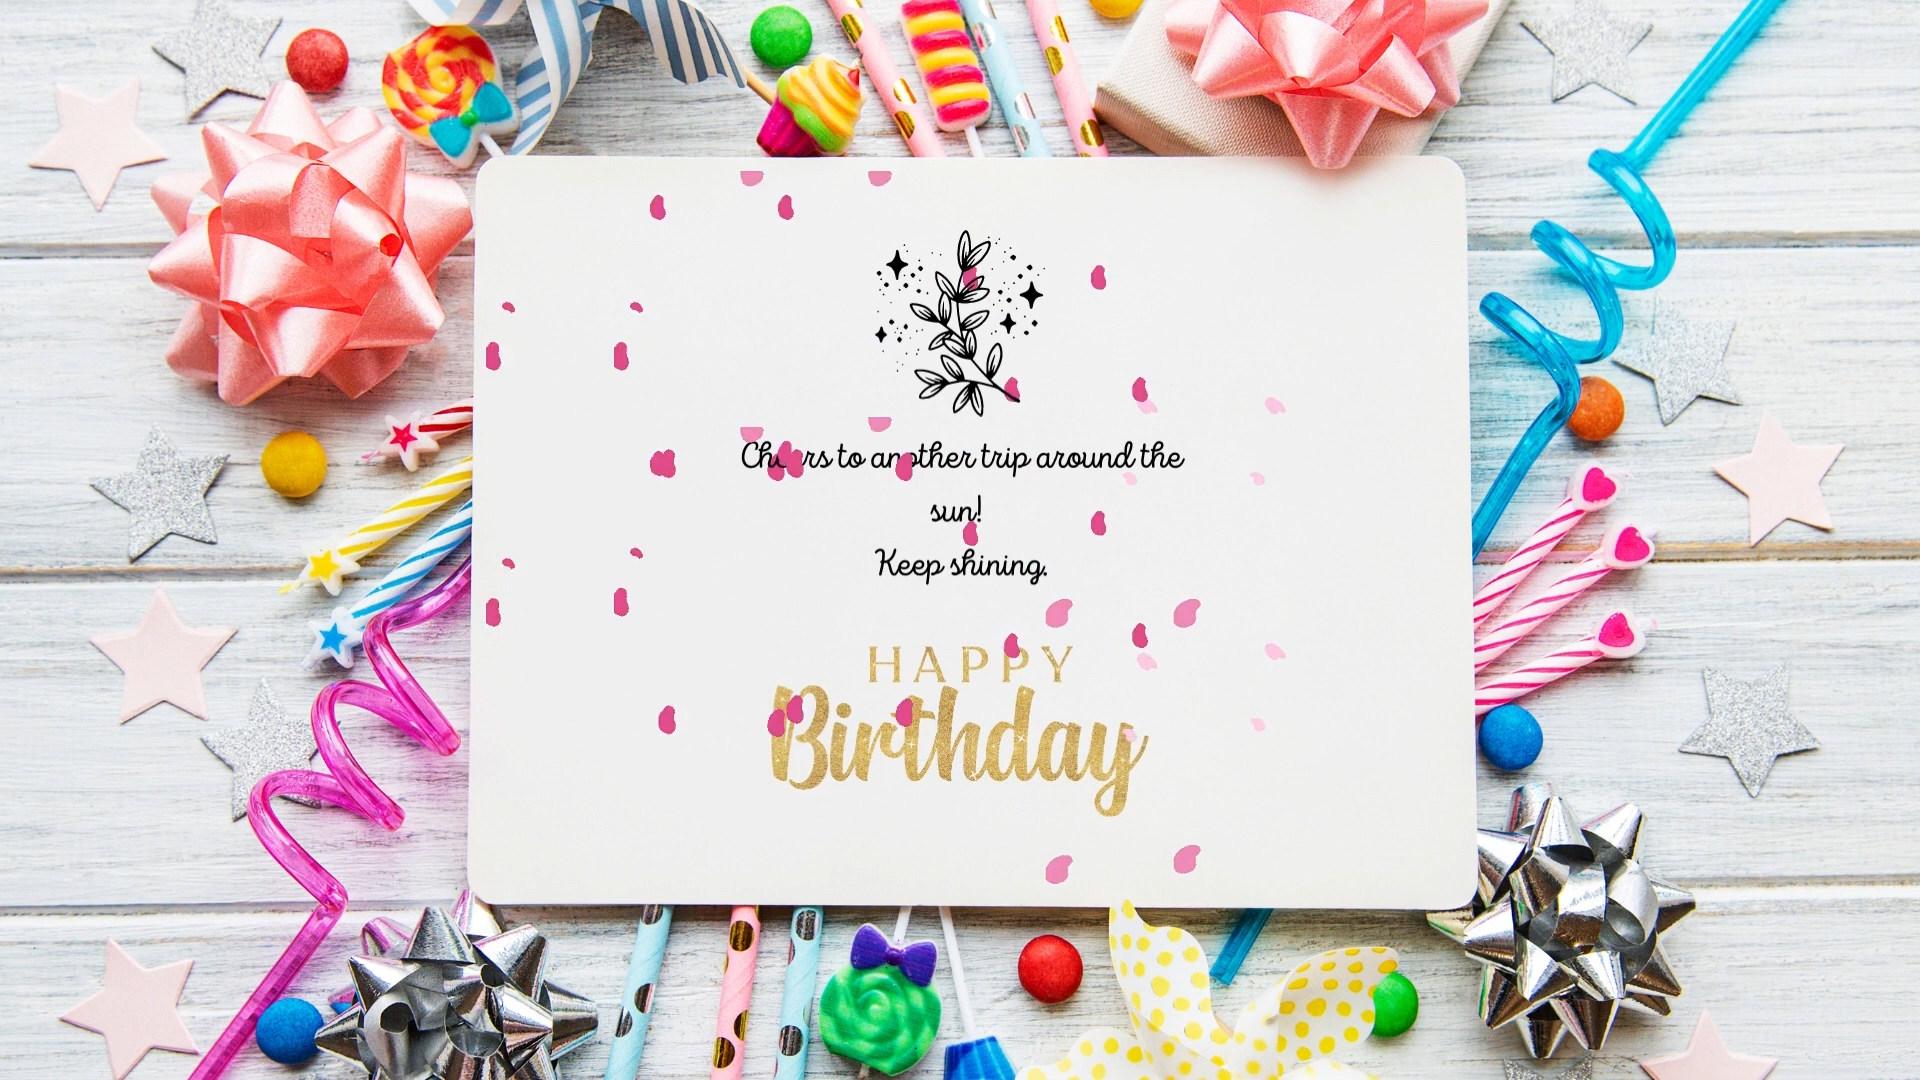 Cheers to another trip around the
sun!
Keep shining.
HAPPY
Birthday